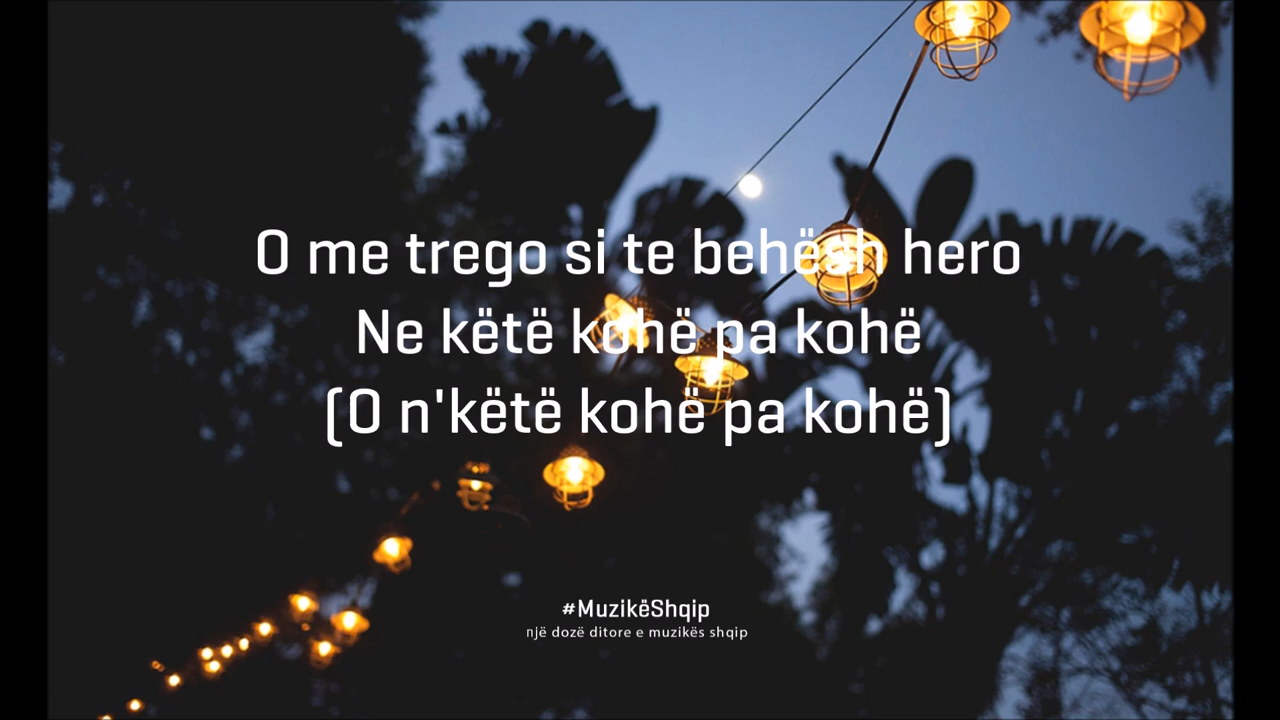 O me trego si te behësh hero
Ne këtë kohë pa kohë
(O n'këtë kohë pa kohë)
#MuzikëShqip
një dozë ditore e muzikës shqip